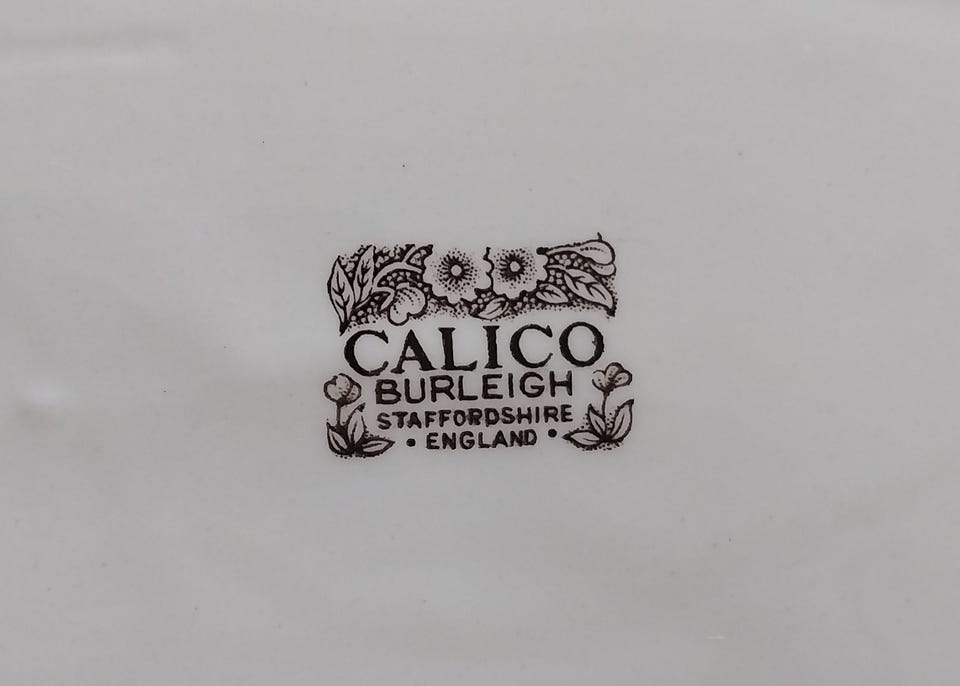 CALICO
BURLEIGH
STAFFORDSHIRE
• ENGLAND •